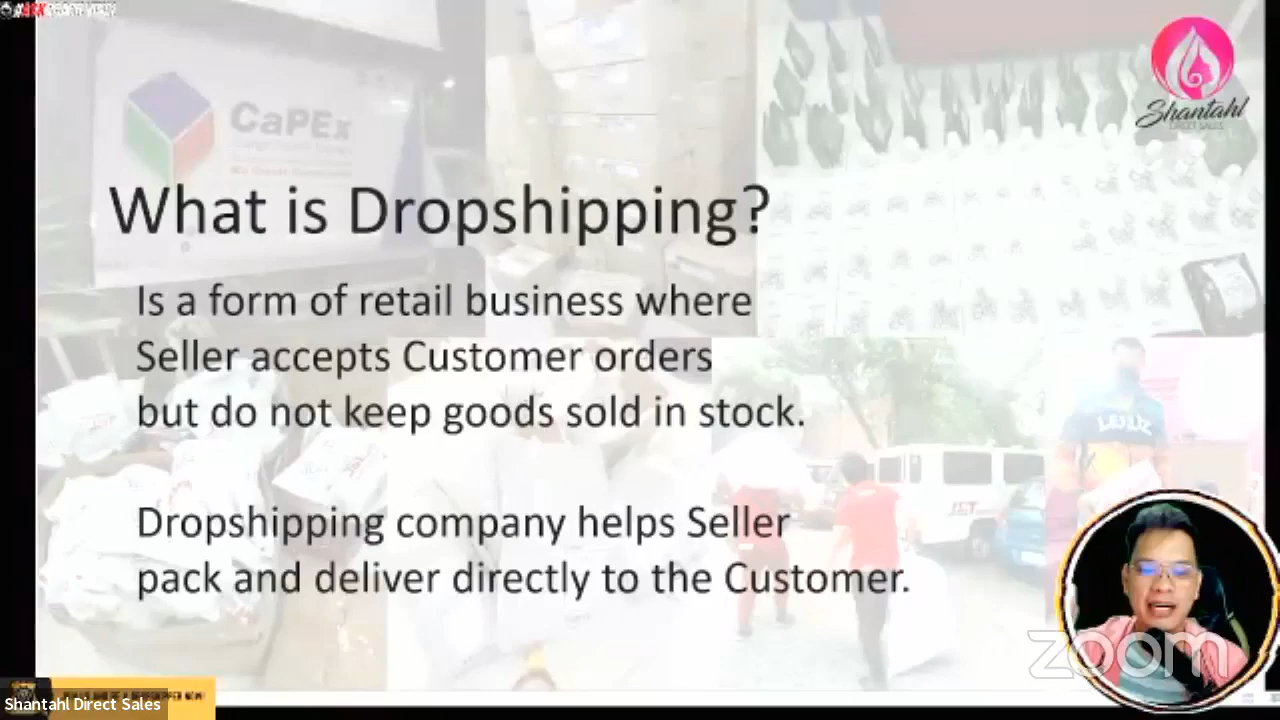 CaPEx
Shantahl
DIRECT SALES
What is Dropshipping?
Is a form of retail business where
Seller accepts Customer orders
but do not keep goods sold in stock.
Dropshipping company helps Seller
pack and deliver directly to the Customer.
JET
zoom
Shantahl Direct Sales